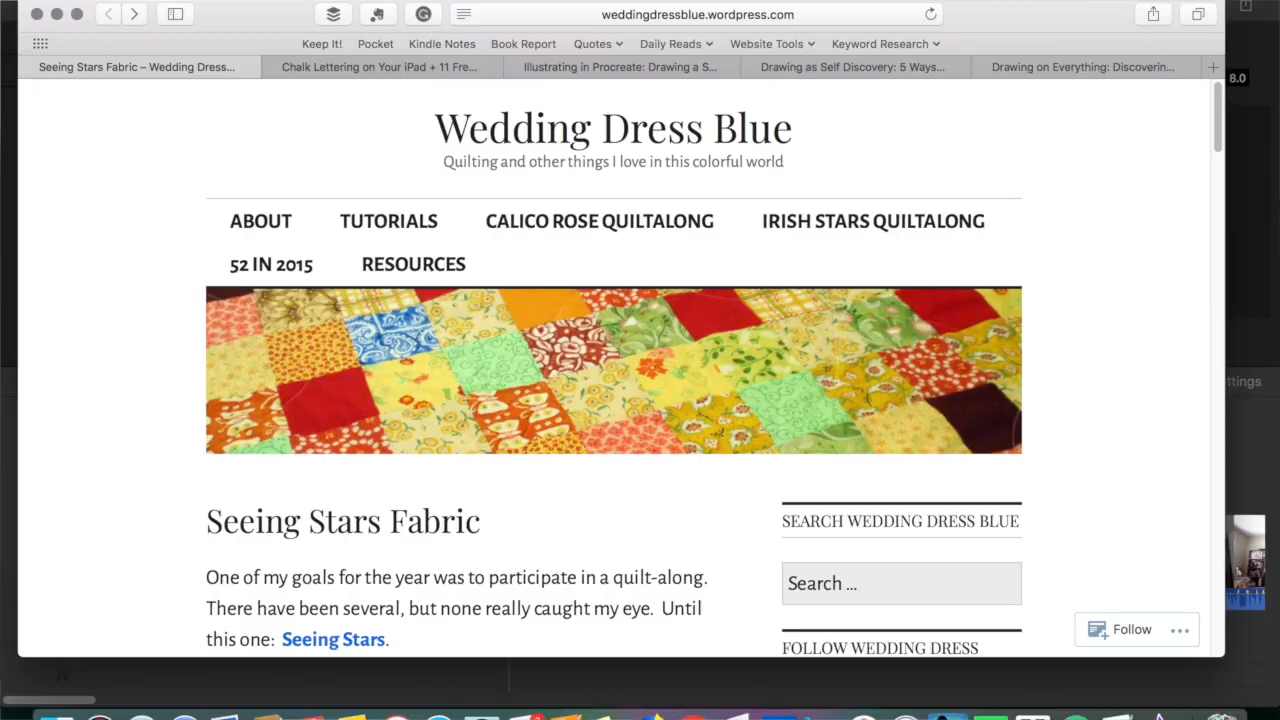 weddingdressblue.wordpress.com
Keep It! Pocket Kindle Notes Book Report Quotes Daily Reads Website Tools Keyword Research
Seeing Stars Fabric – Wedding Dress... Chalk Lettering on Your iPad + 11 Fre... Illustrating in Procreate: Drawing a S... Drawing as Self Discovery: 5 Ways... Drawing on Everything: Discoverin...
8.0
Wedding Dress Blue
Quilting and other things I love in this colorful world
ABOUT TUTORIALS CALICO ROSE QUILTALONG IRISH STARS QUILTALONG
52 IN 2015 RESOURCES
ttings
Seeing Stars Fabric
SEARCH WEDDING DRESS BLUE
One of my goals for the year was to participate in a quilt-along.
Search ...
There have been several, but none really caught my eye. Until
this one: Seeing Stars.
Follow
FOLLOW WEDDING DRESS